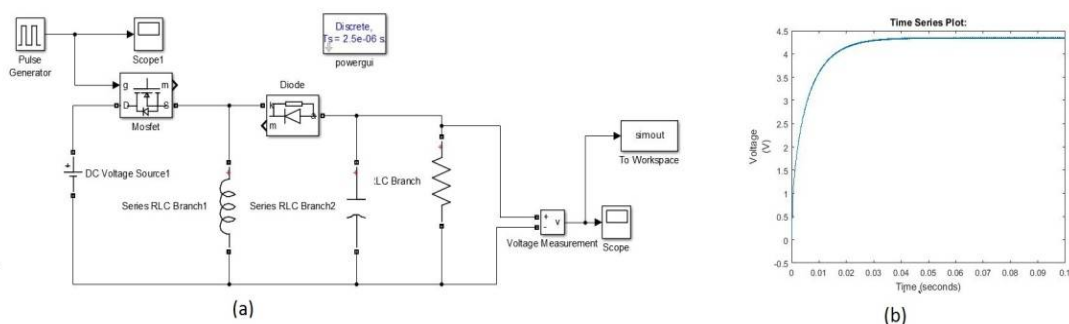 Pulse
Generator
Scope1
Discrete,
Ts = 2.5e-06 s.
powergui
g
m
D
S
Mosfet
Diode
k
a
m
+
DC Voltage Source1
+
Series RLC Branch1
+
Series RLC Branch2
+
LC Branch
simout
To Workspace
+
-
v
Voltage Measurement
Scope
(a)
Time Series Plot:
Voltage
(V)
4.5
4
3.5
3
2.5
2
1.5
1
0.5
0
-0.5
0
0.01
0.02
0.03
0.04
0.05
0.06
0.07
0.08
0.09
0.1
Time (seconds)
(b)